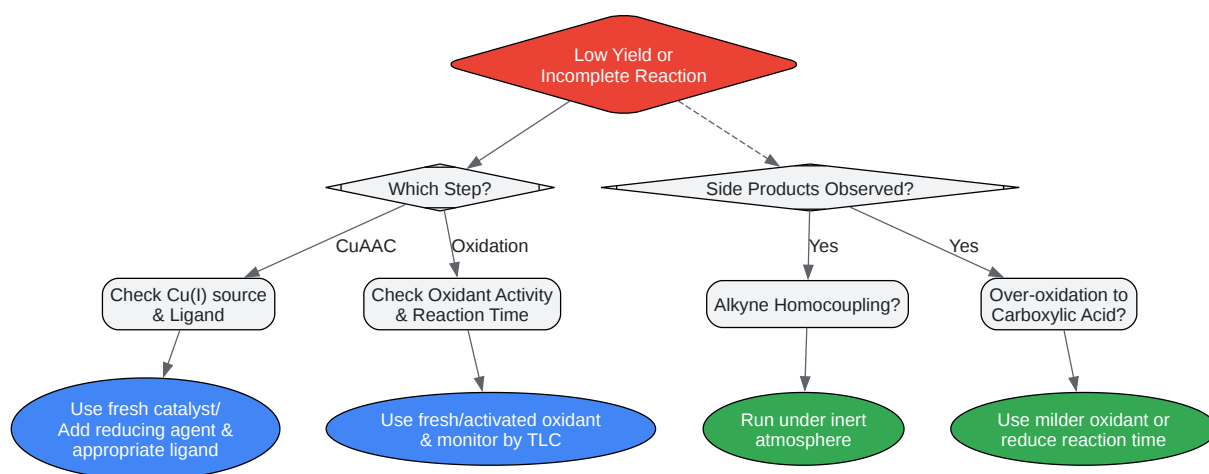 Low Yield or
Incomplete Reaction
Which Step?
Side Products Observed?
CuAAC
Oxidation
Yes
Yes
Check Cu(I) source
& Ligand
Check Oxidant Activity
& Reaction Time
Alkyne Homocoupling?
Over-oxidation to
Carboxylic Acid?
Use fresh catalyst/
Add reducing agent &
appropriate ligand
Use fresh/activated oxidant
& monitor by TLC
Run under inert
atmosphere
Use milder oxidant or
reduce reaction time